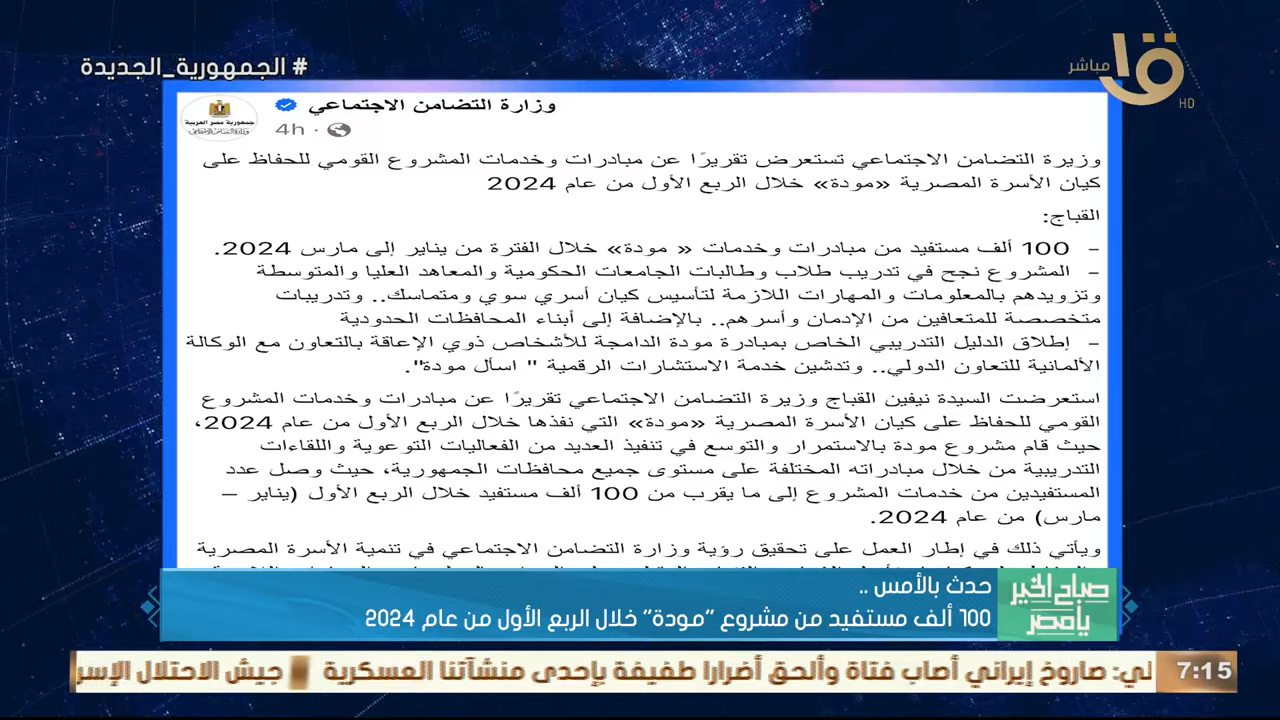 # الجمهورية_الجديدة
مباشر
HD
وزارة التضامن الاجتماعي
جمهورية مصر العربية
وزارة التضامن الاجتماعي
4h ·
وزيرة التضامن الاجتماعي تستعرض تقريرًا عن مبادرات وخدمات المشروع القومي للحفاظ على
كيان الأسرة المصرية «مودة» خلال الربع الأول من عام 2024
القباج:
– 100 ألف مستفيد من مبادرات وخدمات « مودة» خلال الفترة من يناير إلى مارس 2024.
– المشروع نجح في تدريب طلاب وطالبات الجامعات الحكومية والمعاهد العليا والمتوسطة
وتزويدهم بالمعلومات والمهارات اللازمة لتأسيس كيان أسري سوي ومتماسك.. وتدريبات
متخصصة للمتعافين من الإدمان وأسرهم.. بالإضافة إلى أبناء المحافظات الحدودية
– إطلاق الدليل التدريبي الخاص بمبادرة مودة الدامجة للأشخاص ذوي الإعاقة بالتعاون مع الوكالة
الألمانية للتعاون الدولي.. وتدشين خدمة الاستشارات الرقمية " اسأل مودة".
استعرضت السيدة نيفين القباج وزيرة التضامن الاجتماعي تقريرًا عن مبادرات وخدمات المشروع
القومي للحفاظ على كيان الأسرة المصرية «مودة» التي نفذها خلال الربع الأول من عام 2024،
حيث قام مشروع مودة بالاستمرار والتوسع في تنفيذ العديد من الفعاليات التوعوية واللقاءات
التدريبية من خلال مبادراته المختلفة على مستوى جميع محافظات الجمهورية، حيث وصل عدد
المستفيدين من خدمات المشروع إلى ما يقرب من 100 ألف مستفيد خلال الربع الأول (يناير –
مارس) من عام 2024.
ويأتي ذلك في إطار العمل على تحقيق رؤية وزارة التضامن الاجتماعي في تنمية الأسرة المصرية
صباح الخير
يا مصر
حدث بالأمس ..
100 ألف مستفيد من مشروع "مودة" خلال الربع الأول من عام 2024
7:15
لي: صاروخ إيراني أصاب فتاة وألحق أضرارا طفيفة بإحدى منشآتنا العسكرية
جيش الاحتلال الإسر